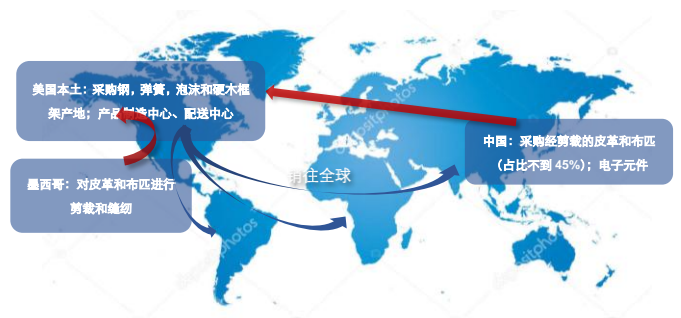 美国本土：采购钢，弹簧，泡沫和硬木框
架产地；产品制造中心、配送中心
中国：采购经剪裁的皮革和布匹
（占比不到 45%）；电子元件
墨西哥：对皮革和布匹进行
剪裁和缝纫
销往全球
depositphotos
depositphotos
depositphotos